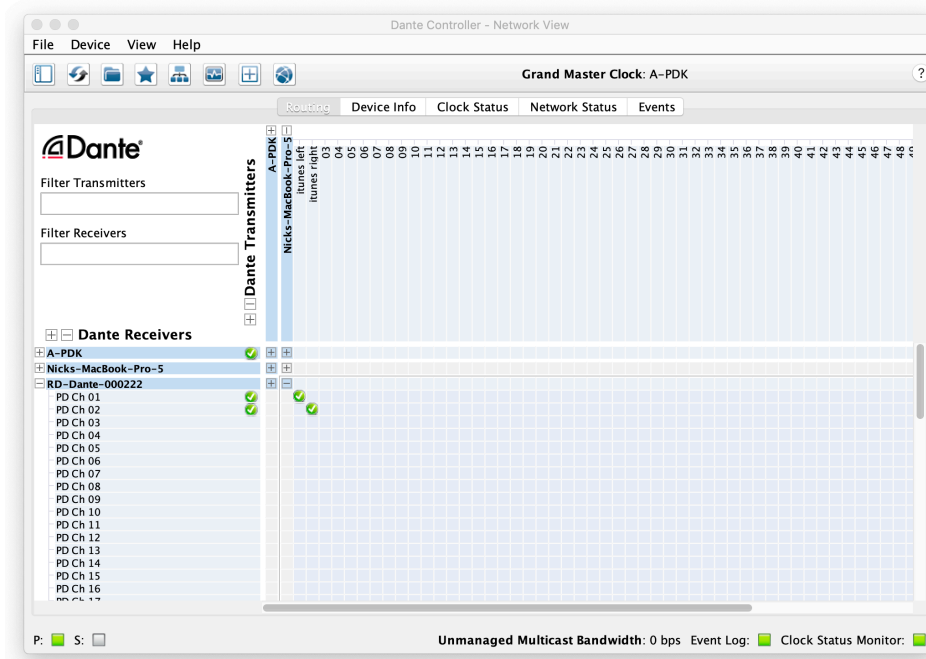 Dante Controller - Network View
File Device View Help
Grand Master Clock: A-PDK
?
Routing Device Info Clock Status Network Status Events
Dante
Filter Transmitters
Filter Receivers
Dante Transmitters
A-PDK
Nicks-MacBook-Pro-5
itunes left
itunes right
03 04 05 06 07 08 09 10 11 12 13 14 15 16 17 18 19 20 21 22 23 24 25 26 27 28 29 30 31 32 33 34 35 36 37 38 39 40 41 42 43 44 45 46 47 48
Dante Receivers
A-PDK
Nicks-MacBook-Pro-5
RD-Dante-000222
PD Ch 01
PD Ch 02
PD Ch 03
PD Ch 04
PD Ch 05
PD Ch 06
PD Ch 07
PD Ch 08
PD Ch 09
PD Ch 10
PD Ch 11
PD Ch 12
PD Ch 13
PD Ch 14
PD Ch 15
PD Ch 16
PD Ch 17
P: S: Unmanaged Multicast Bandwidth: 0 bps Event Log: Clock Status Monitor: